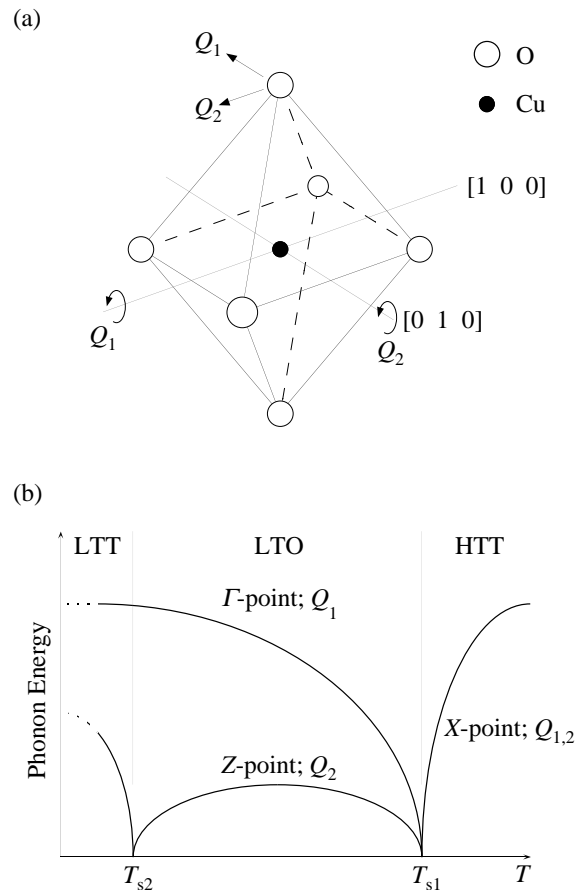 (a)
Q1
O
Q2
Cu
[1 0 0]
[0 1 0]
Q1
Q2
(b)
LTT LTO HTT
Γ-point; Q1
X-point; Q1,2
Z-point; Q2
Phonon Energy
Ts2 Ts1 T